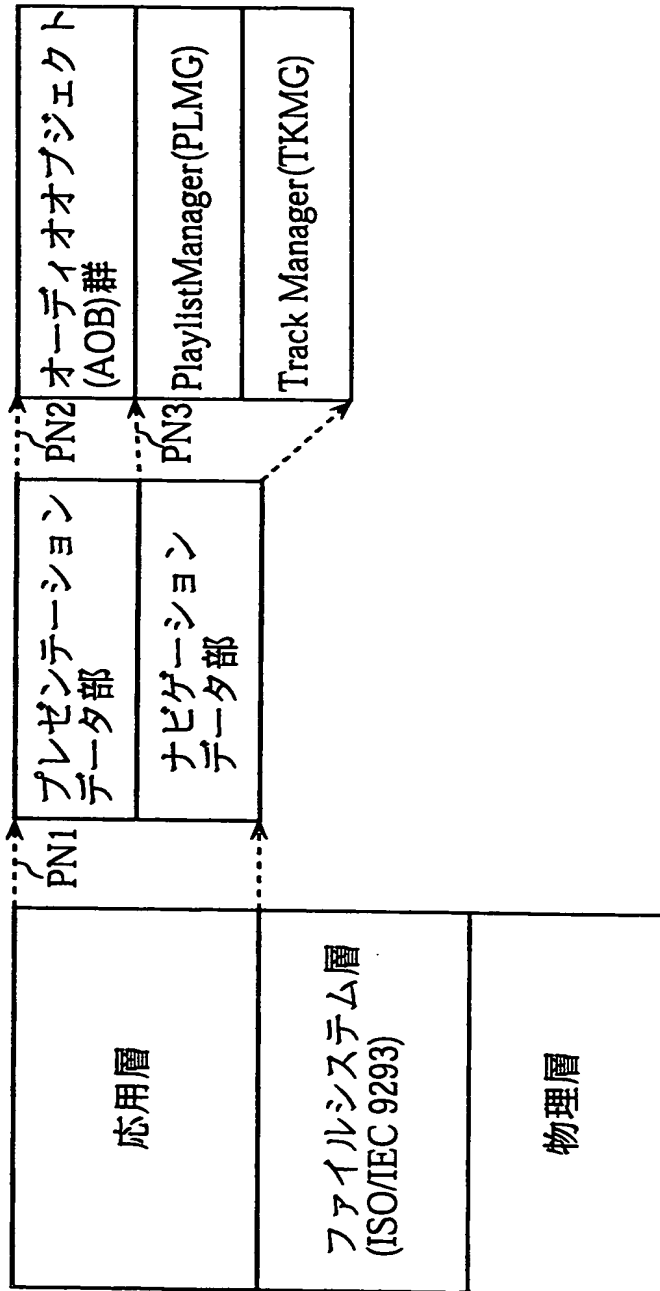 応用層
ファイルシステム層
(ISO/IEC 9293)
物理層
PN1
プレゼンテーション
データ部
ナビゲーション
データ部
PN2
PN3
オーディオオブジェクト
(AOB)群
PlaylistManager(PLMG)
Track Manager(TKMG)